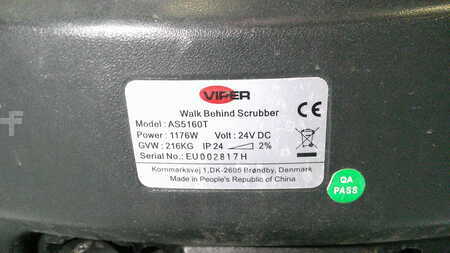 VIPER
Walk Behind Scrubber
Model: AS5160T
Power: 1176W Volt: 24V DC
GVW: 216KG IP24 2%
Serial No.: EU002817H
Kornmarksvej 1,DK-2605 Brøndby, Denmark
Made in People's Republic of China
CE
QA
PASS